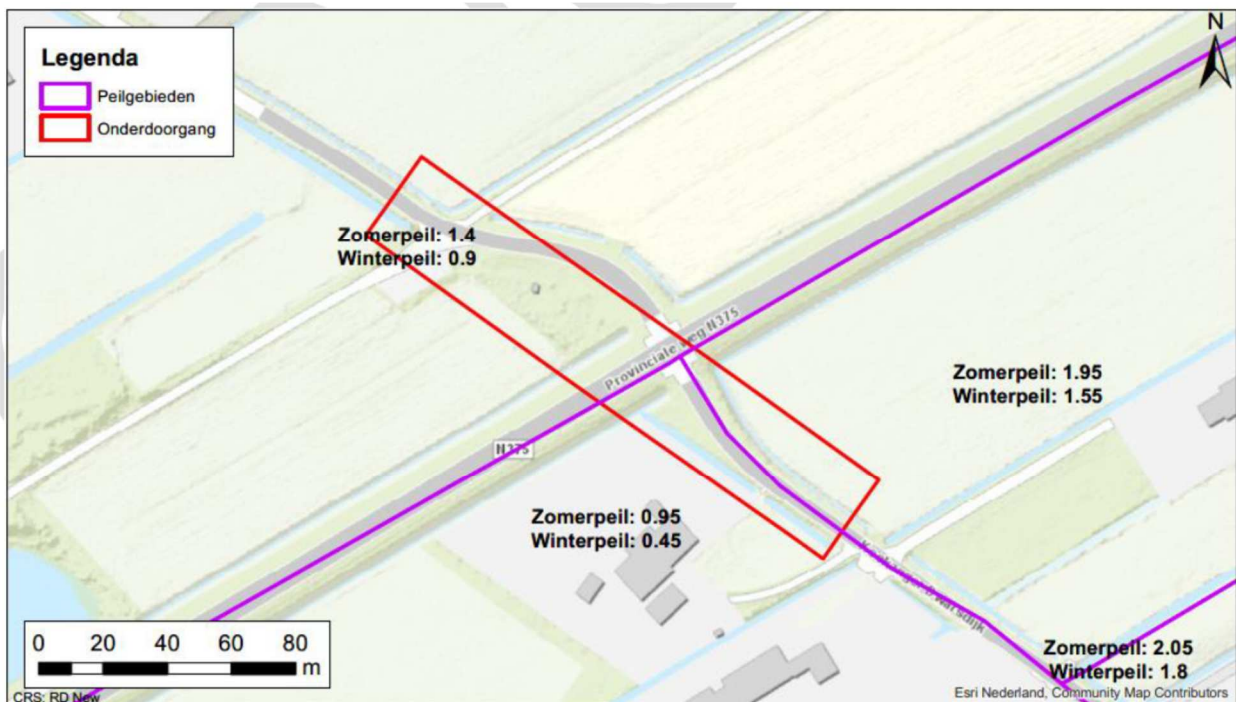 Legenda
Peilgebieden
Onderdoorgang
N
Zomerpeil: 1.4
Winterpeil: 0.9
Provinciale weg N375
Zomerpeil: 1.95
Winterpeil: 1.55
N375
Zomerpeil: 0.95
Winterpeil: 0.45
Zomerpeil: 2.05
Winterpeil: 1.8
0 20 40 60 80
m
CRS: RD New
Esri Nederland, Community Map Contributors